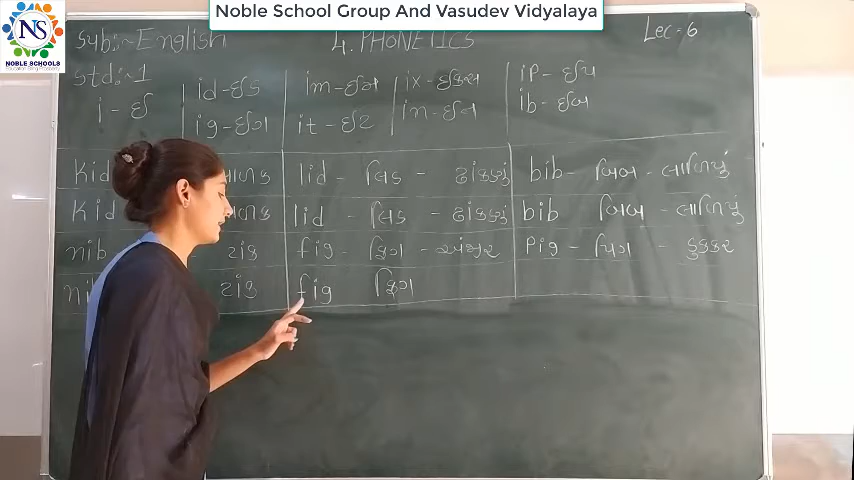 Noble School Group And Vasudev Vidyalaya
NS
NOBLE SCHOOLS
Sub:- English
4. PHONETICS
Lec-6
Std:-1
i - ઈ
id - ઈડ
ig - ઈગ
im - ઈમ
it - ઈટ
ix - ઈક્સ
in - ઈન
ip - ઈપ
ib - ઈબ
Kid
lid - લિડ - ઢાંકણું
bib - બિબ - લાળિયું
Kid
lid - લિડ - ઢાંકણું
bib બિબ - લાળિયું
nib ટાંક
fig - ફિગ - અંજીર
Pig - પિગ - ડુક્કર
ટાંક
fig ફિગ